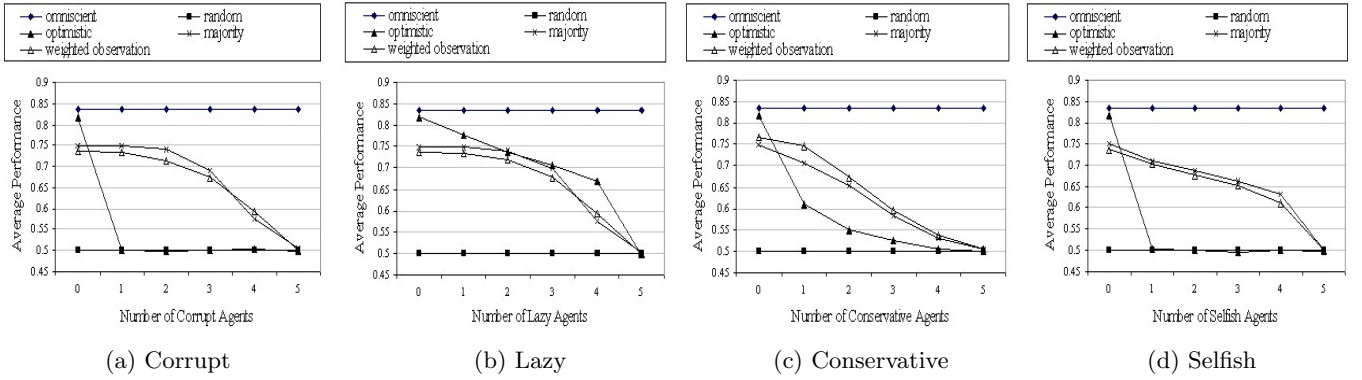 omniscient random
optimistic majority
weighted observation
Average Performance
0.9
0.85
0.8
0.75
0.7
0.65
0.6
0.55
0.5
0.45
0 1 2 3 4 5
Number of Corrupt Agents
(a) Corrupt
omniscient random
optimistic majority
weighted observation
Average Performance
0.9
0.85
0.8
0.75
0.7
0.65
0.6
0.55
0.5
0.45
0 1 2 3 4 5
Number of Lazy Agents
(b) Lazy
omniscient random
optimistic majority
weighted observation
Average Performance
0.9
0.85
0.8
0.75
0.7
0.65
0.6
0.55
0.5
0.45
0 1 2 3 4 5
Number of Conservative Agents
(c) Conservative
omniscient random
optimistic majority
weighted observation
Average Performance
0.9
0.85
0.8
0.75
0.7
0.65
0.6
0.55
0.5
0.45
0 1 2 3 4 5
Number of Selfish Agents
(d) Selfish